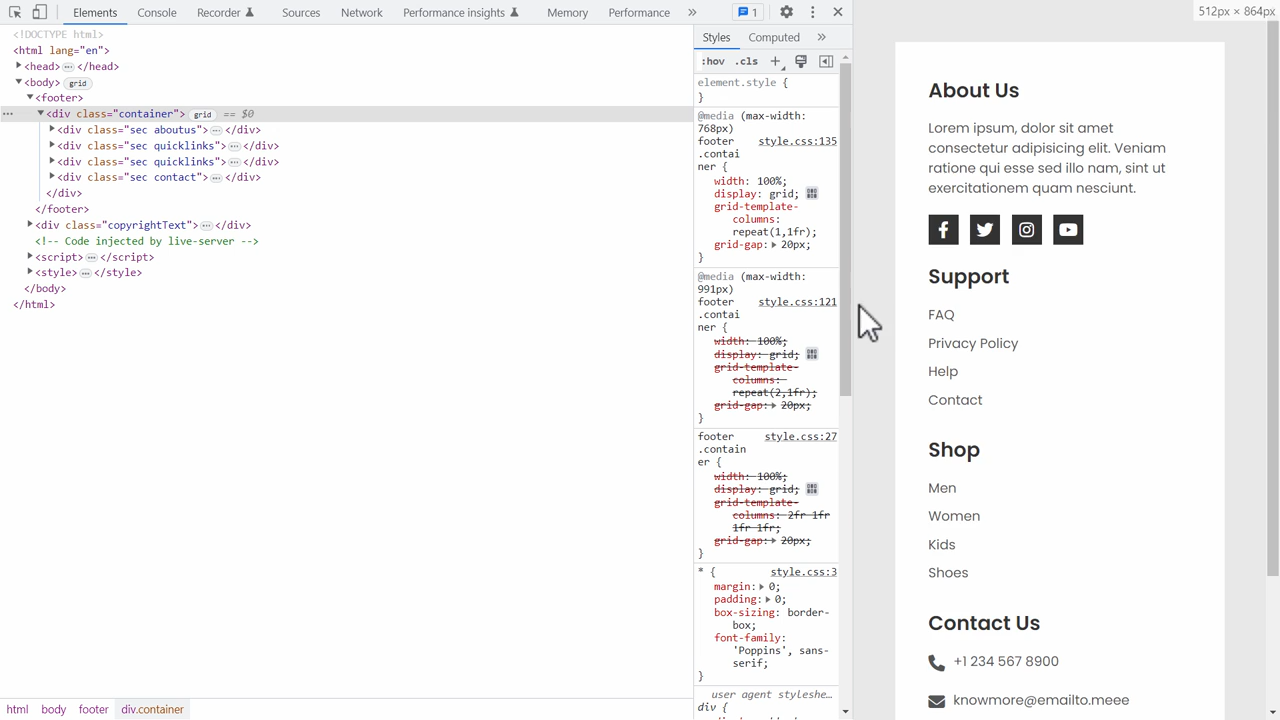 Elements Console Recorder Sources Network Performance insights Memory Performance » 1
512px × 864px
<!DOCTYPE html>
<html lang="en">
<head> … </head>
<body> grid
<footer>
… <div class="container"> grid == $0
<div class="sec aboutus"> … </div>
<div class="sec quicklinks"> … </div>
<div class="sec quicklinks"> … </div>
<div class="sec contact"> … </div>
</div>
</footer>
<div class="copyrightText"> … </div>
<!-- Code injected by live-server -->
<script> … </script>
<style> … </style>
</body>
</html>
html body footer div.container
Styles Computed »
:hov .cls +
element.style {
}
@media (max-width:
768px)
footer style.css:135
.contai
ner {
width: 100%;
display: grid;
grid-template-
columns:
repeat(1,1fr);
grid-gap: 20px;
}
@media (max-width:
991px)
footer style.css:121
.contai
ner {
width: 100%;
display: grid;
grid-template-
columns:
repeat(2,1fr);
grid-gap: 20px;
}
footer style.css:27
.contain
er {
width: 100%;
display: grid;
grid-template-
columns: 2fr 1fr
1fr 1fr;
grid-gap: 20px;
}
* { style.css:3
margin: 0;
padding: 0;
box-sizing: border-
box;
font-family:
'Poppins', sans-
serif;
}
user agent styleshe…
div {
About Us
Lorem ipsum, dolor sit amet
consectetur adipisicing elit. Veniam
ratione qui esse sed illo nam, sint ut
exercitationem quam nesciunt.
Support
FAQ
Privacy Policy
Help
Contact
Shop
Men
Women
Kids
Shoes
Contact Us
+1 234 567 8900
knowmore@emailto.meee